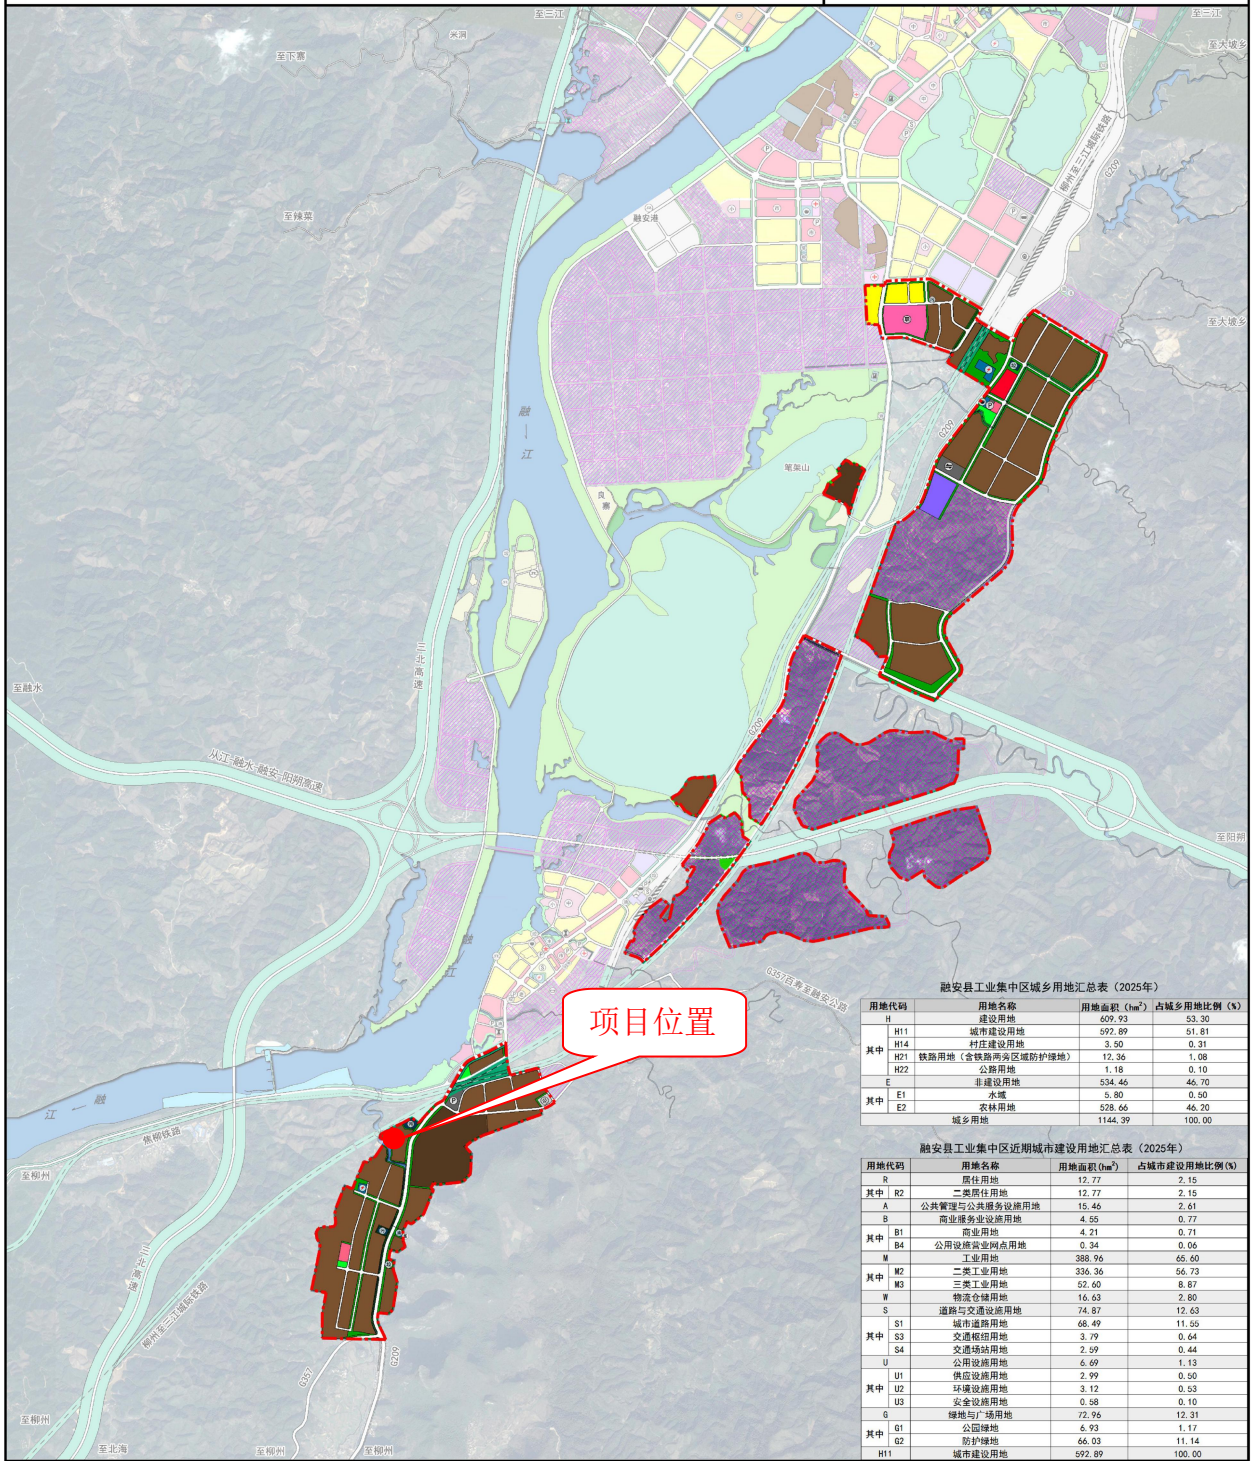 至三江
至三江
米洞
至下寨
至大坡乡
柳州至三江城际铁路
G209
至辣菜
融安港
至大坡乡
融
江
G209
笔架山
三北高速
至融水
G209
从江-融水-融安-阳朔高速
至阳朔
融
江
G357百寿至融安公路
项目位置
江 融
焦柳铁路
至柳州
三北高速
柳州至三江城际铁路
G357
G209
至柳州
至北海
至柳州
至柳州
融安县工业集中区城乡用地汇总表（2025年）
用地代码 用地名称 用地面积（hm²） 占城乡用地比例（%）
H 建设用地 609.93 53.30
其中 H11 城市建设用地 592.89 51.81
H14 村庄建设用地 3.50 0.31
H21 铁路用地（含铁路两旁区域防护绿地） 12.36 1.08
H22 公路用地 1.18 0.10
E 非建设用地 534.46 46.70
其中 E1 水域 5.80 0.50
E2 农林用地 528.66 46.20
城乡用地 1144.39 100.00
融安县工业集中区近期城市建设用地汇总表（2025年）
用地代码 用地名称 用地面积(hm²) 占城市建设用地比例(%)
R 居住用地 12.77 2.15
其中 R2 二类居住用地 12.77 2.15
A 公共管理与公共服务设施用地 15.46 2.61
B 商业服务业设施用地 4.55 0.77
其中 B1 商业用地 4.21 0.71
B4 公用设施营业网点用地 0.34 0.06
M 工业用地 388.96 65.60
其中 M2 二类工业用地 336.36 56.73
M3 三类工业用地 52.60 8.87
W 物流仓储用地 16.63 2.80
S 道路与交通设施用地 74.87 12.63
其中 S1 城市道路用地 68.49 11.55
S3 交通枢纽用地 3.79 0.64
S4 交通场站用地 2.59 0.44
U 公用设施用地 6.69 1.13
其中 U1 供应设施用地 2.99 0.50
U2 环境设施用地 3.12 0.53
U3 安全设施用地 0.58 0.10
G 绿地与广场用地 72.96 12.31
其中 G1 公园绿地 6.93 1.17
G2 防护绿地 66.03 11.14
H11 城市建设用地 592.89 100.00